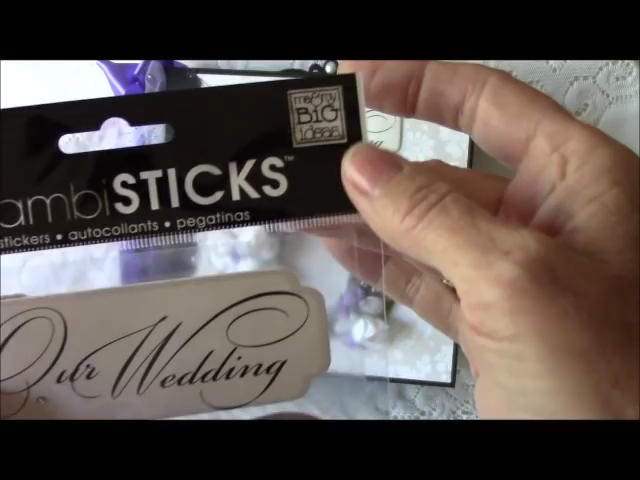 me & my
BiG
ideas
ambiSTICKS™
stickers • autocollants • pegatinas
Our Wedding